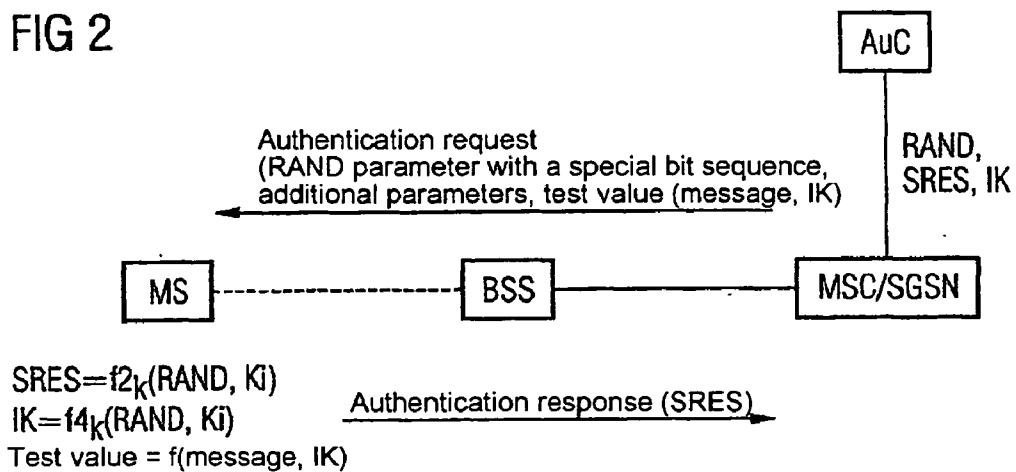 FIG 2
AuC
Authentication request
(RAND parameter with a special bit sequence,
additional parameters, test value (message, IK)
RAND,
SRES, IK
MS
BSS
MSC/SGSN
SRES=f2k(RAND, Ki)
IK=f4k(RAND, Ki)
Test value = f(message, IK)
Authentication response (SRES)